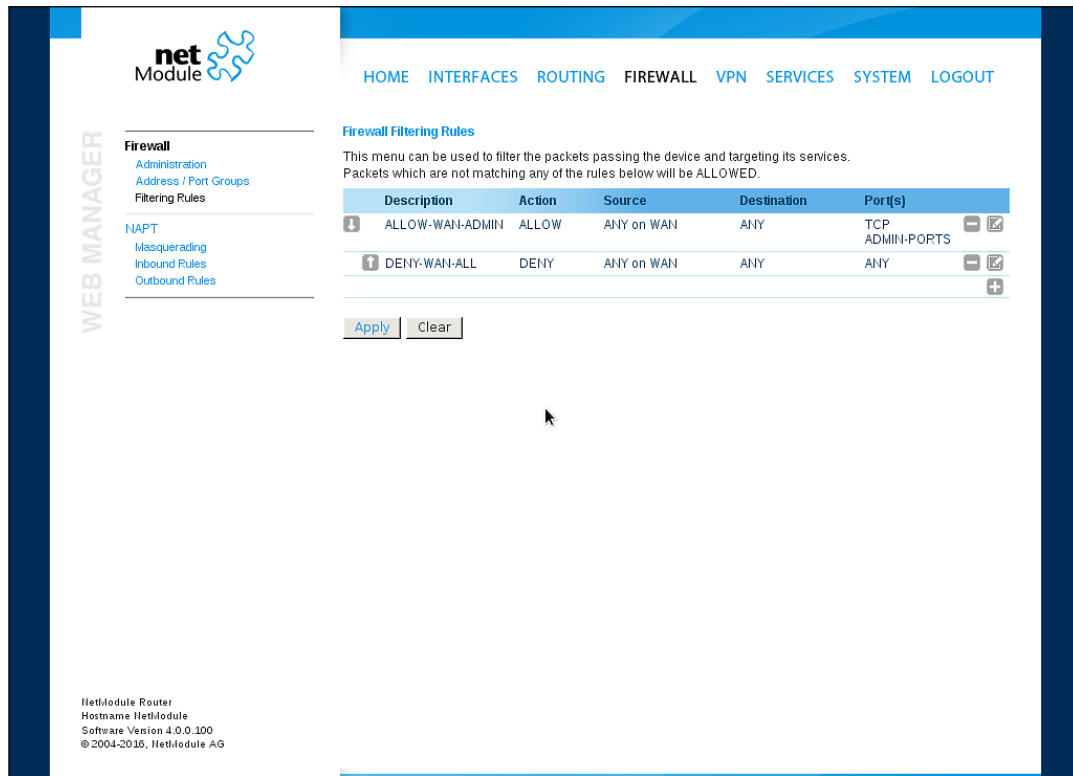 net
Module
HOME INTERFACES ROUTING FIREWALL VPN SERVICES SYSTEM LOGOUT
WEB MANAGER
Firewall
Administration
Address / Port Groups
Filtering Rules
NAPT
Masquerading
Inbound Rules
Outbound Rules
Firewall Filtering Rules
This menu can be used to filter the packets passing the device and targeting its services.
Packets which are not matching any of the rules below will be ALLOWED.
Description Action Source Destination Port(s)
ALLOW-WAN-ADMIN ALLOW ANY on WAN ANY TCP
ADMIN-PORTS
DENY-WAN-ALL DENY ANY on WAN ANY ANY
Apply Clear
NetModule Router
Hostname NetModule
Software Version 4.0.0.100
© 2004-2016, NetModule AG